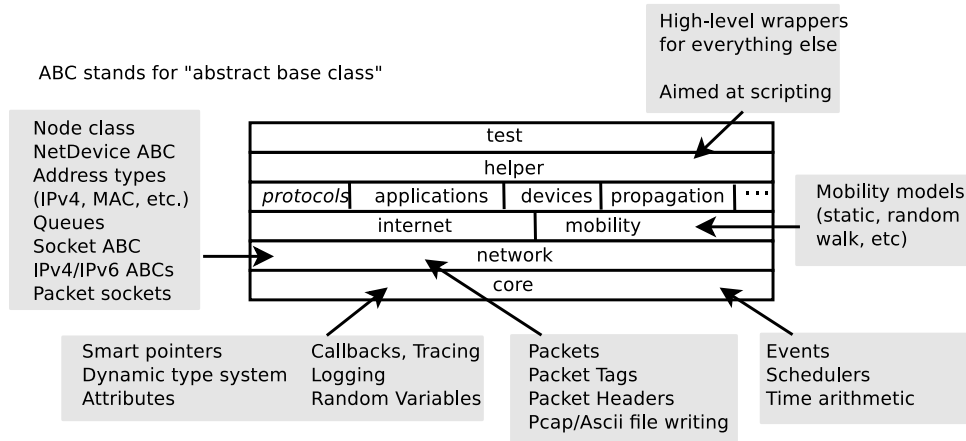 High-level wrappers
for everything else
Aimed at scripting
ABC stands for "abstract base class"
Node class
NetDevice ABC
Address types
(IPv4, MAC, etc.)
Queues
Socket ABC
IPv4/IPv6 ABCs
Packet sockets
test
helper
protocols applications devices propagation ...
internet mobility
network
core
Mobility models
(static, random
walk, etc)
Smart pointers
Dynamic type system
Attributes
Callbacks, Tracing
Logging
Random Variables
Packets
Packet Tags
Packet Headers
Pcap/Ascii file writing
Events
Schedulers
Time arithmetic